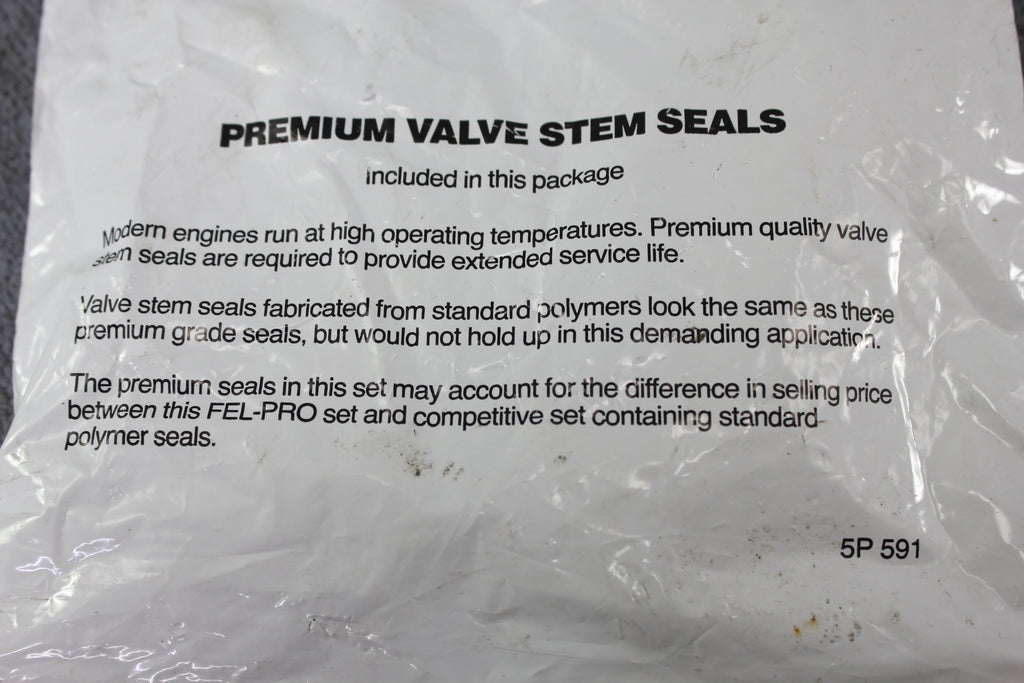 PREMIUM VALVE STEM SEALS
included in this package
Modern engines run at high operating temperatures. Premium quality valve
stem seals are required to provide extended service life.
Valve stem seals fabricated from standard polymers look the same as these
premium grade seals, but would not hold up in this demanding application.
The premium seals in this set may account for the difference in selling price
between this FEL-PRO set and competitive set containing standard
polymer seals.
5P 591